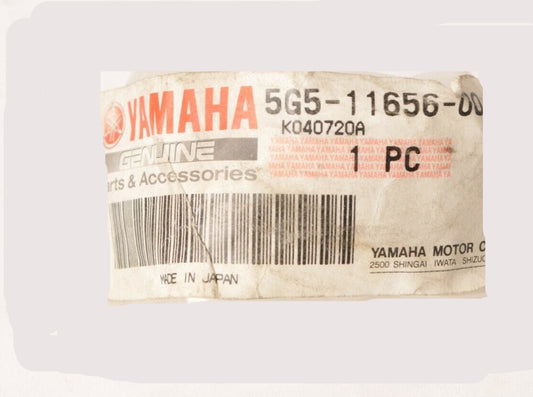 YAMAHA 5G5-11656-00
K040720A
GENUINE
Parts & Accessories
1 PC
YAMAHA MOTOR C
2500 SHINGAI IWATA SHIZUO
MADE IN JAPAN